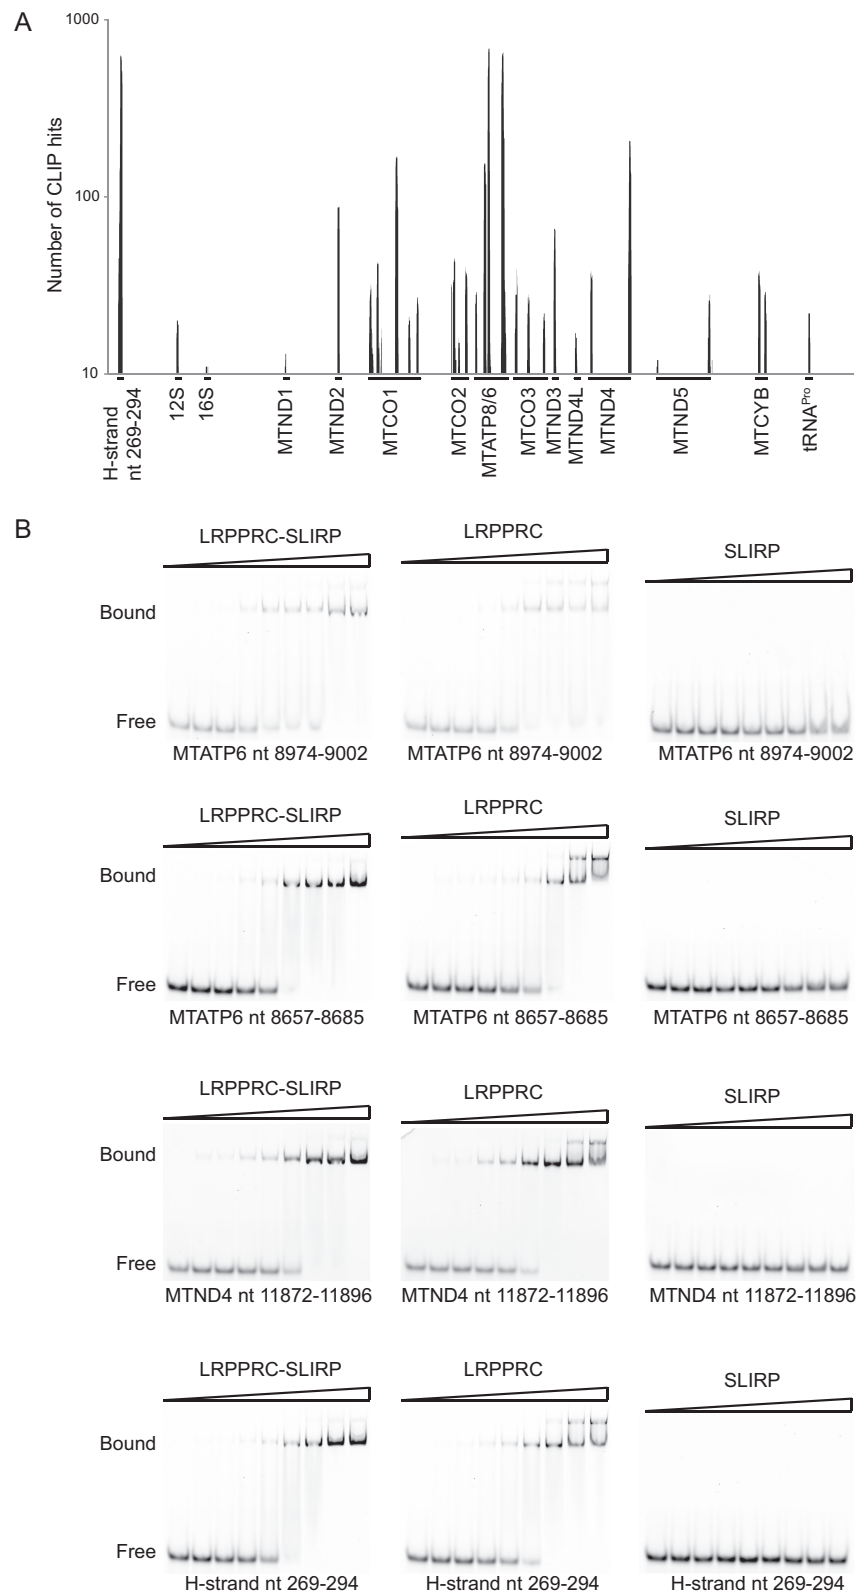 A
1000
Number of CLIP hits
100
10
H-strand
nt 269-294
12S
16S
MTND1
MTND2
MTCO1
MTCO2
MTATP8/6
MTCO3
MTND3
MTND4L
MTND4
MTND5
MTCYB
tRNAPro
B
LRPPRC-SLIRP
LRPPRC
SLIRP
Bound
Free
MTATP6 nt 8974-9002
MTATP6 nt 8974-9002
MTATP6 nt 8974-9002
LRPPRC-SLIRP
LRPPRC
SLIRP
Bound
Free
MTATP6 nt 8657-8685
MTATP6 nt 8657-8685
MTATP6 nt 8657-8685
LRPPRC-SLIRP
LRPPRC
SLIRP
Bound
Free
MTND4 nt 11872-11896
MTND4 nt 11872-11896
MTND4 nt 11872-11896
LRPPRC-SLIRP
LRPPRC
SLIRP
Bound
Free
H-strand nt 269-294
H-strand nt 269-294
H-strand nt 269-294